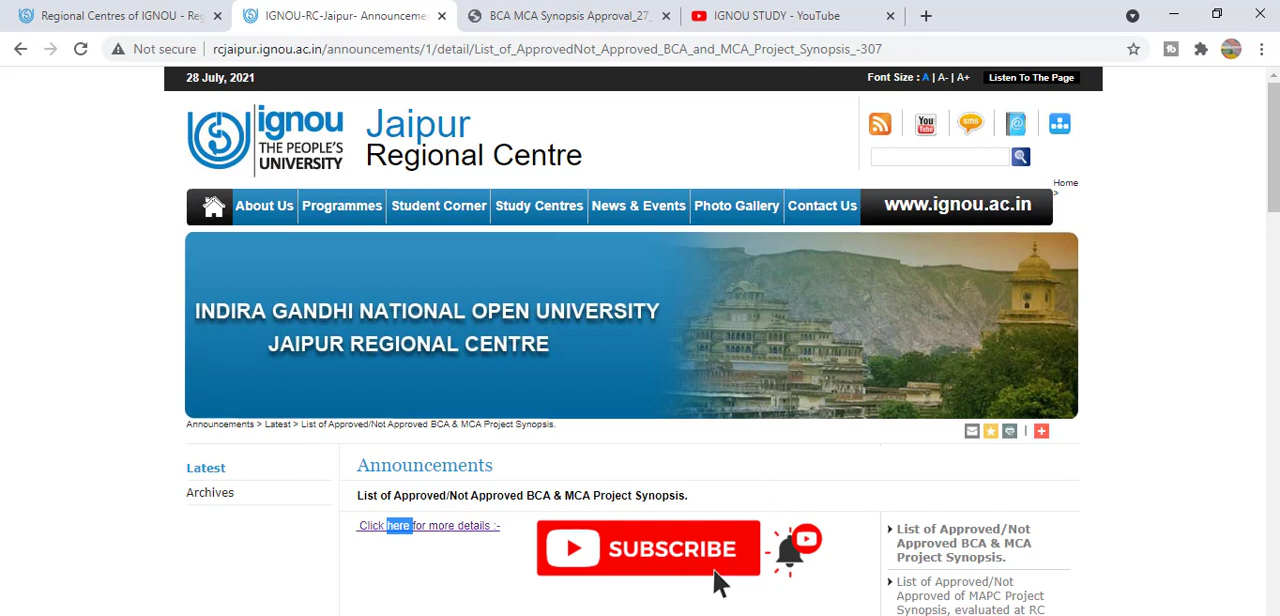 Regional Centres of IGNOU - Reg
IGNOU-RC-Jaipur- Announcemen
BCA MCA Synopsis Approval_27_
IGNOU STUDY - YouTube
Not secure | rcjaipur.ignou.ac.in/announcements/1/detail/List_of_ApprovedNot_Approved_BCA_and_MCA_Project_Synopsis_-307
28 July, 2021
Font Size : A | A- | A+
Listen To The Page
ignou
THE PEOPLE'S
UNIVERSITY
Jaipur
Regional Centre
You
Tube
sms
@
Home
>
About Us
Programmes
Student Corner
Study Centres
News & Events
Photo Gallery
Contact Us
www.ignou.ac.in
INDIRA GANDHI NATIONAL OPEN UNIVERSITY
JAIPUR REGIONAL CENTRE
Announcements > Latest > List of Approved/Not Approved BCA & MCA Project Synopsis.
Latest
Archives
Announcements
List of Approved/Not Approved BCA & MCA Project Synopsis.
Click here for more details :-
SUBSCRIBE
List of Approved/Not
Approved BCA & MCA
Project Synopsis.
List of Approved/Not
Approved of MAPC Project
Synopsis, evaluated at RC